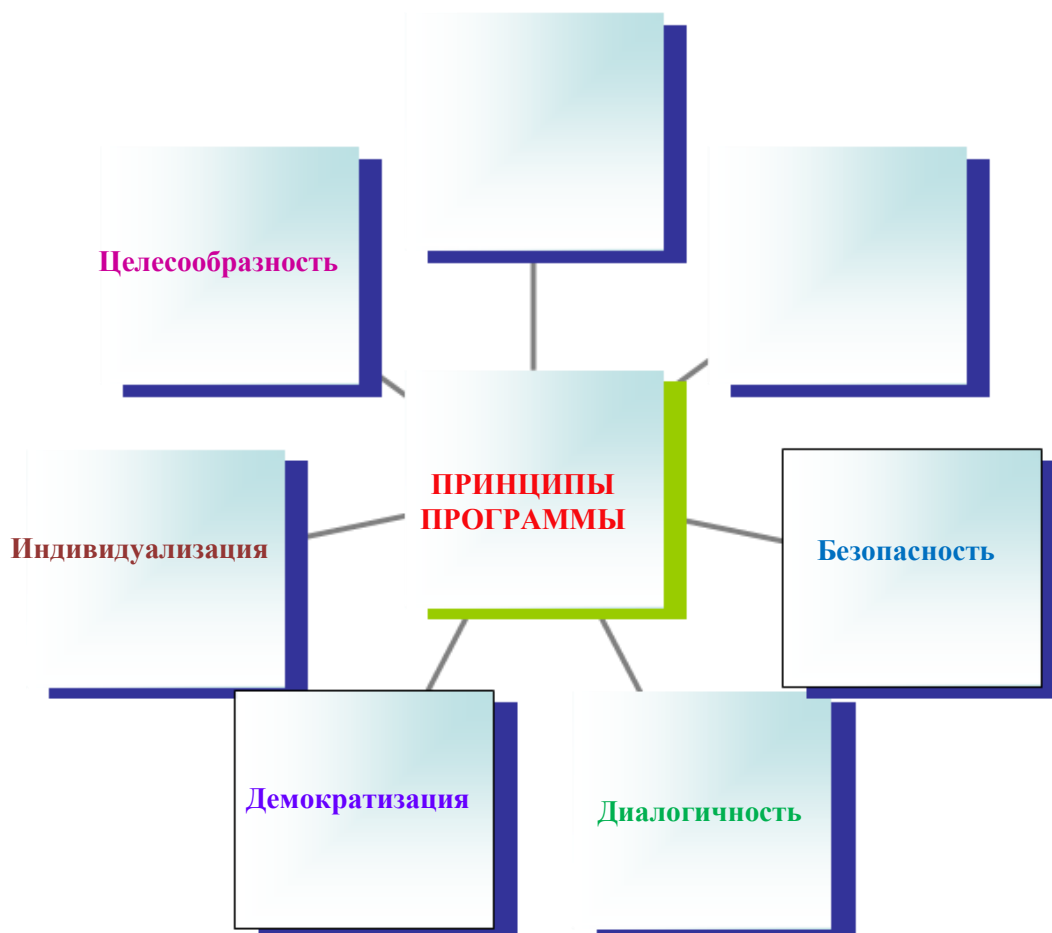 Целесообразность
ПРИНЦИПЫ
ПРОГРАММЫ
Индивидуализация
Безопасность
Демократизация
Диалогичность